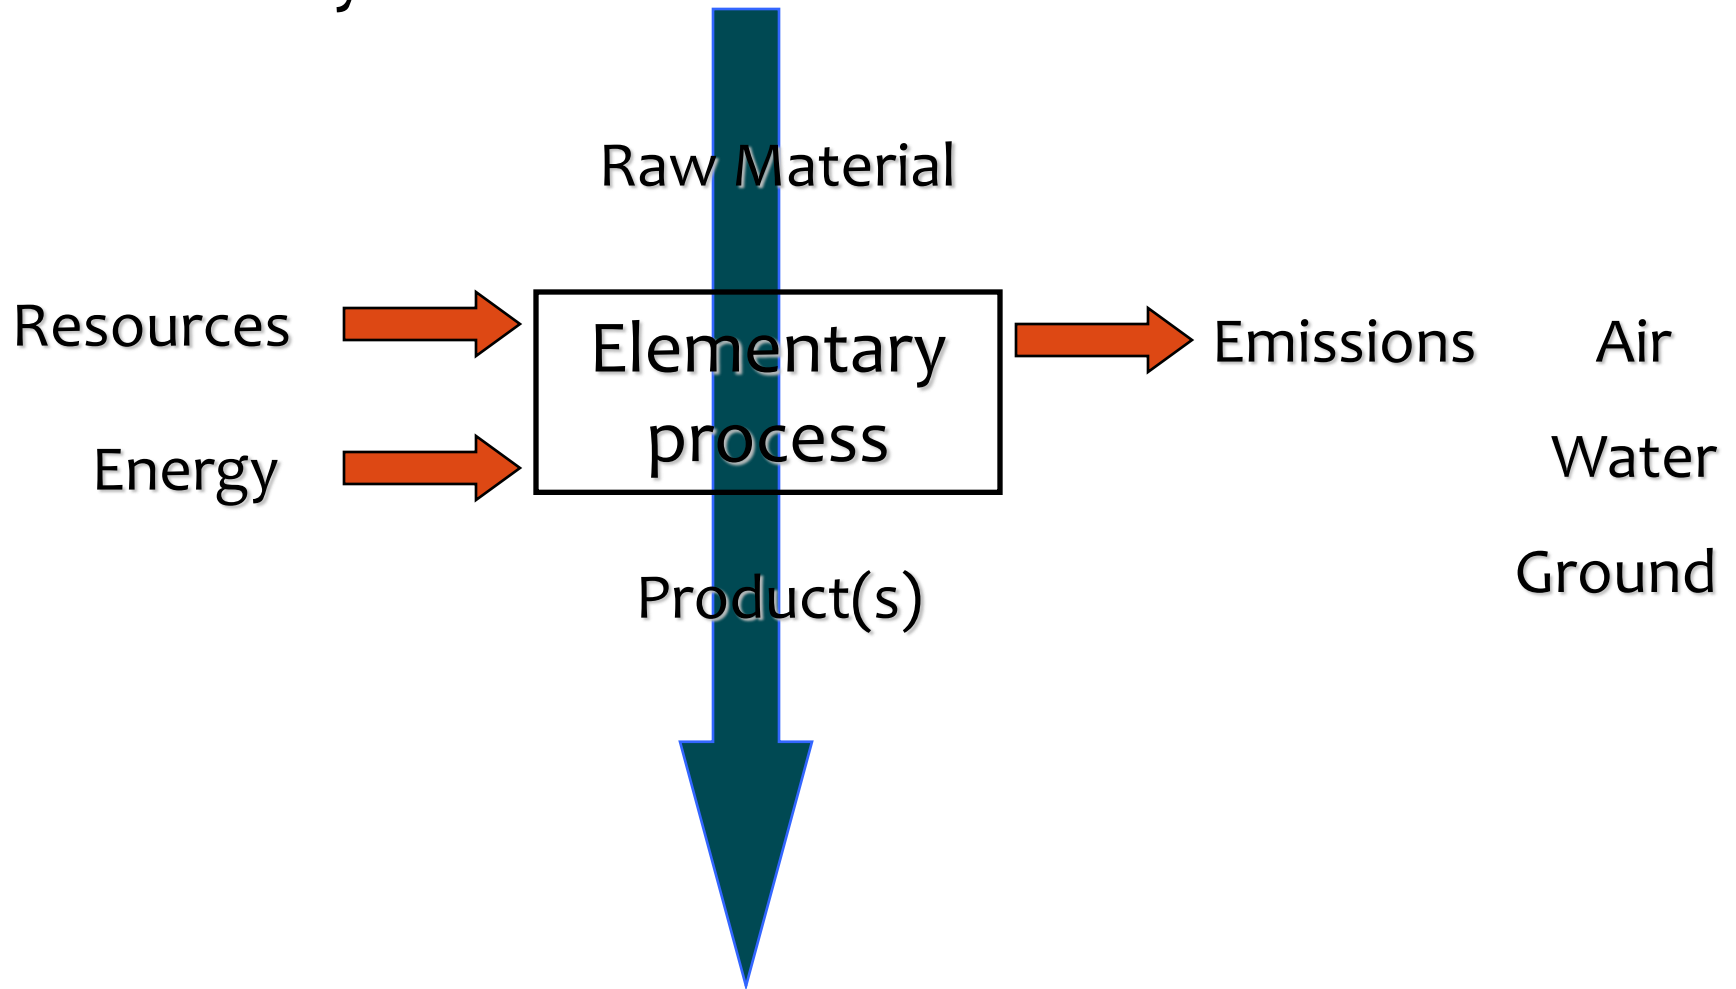 Raw Material
Resources
Elementary
process
Emissions
Air
Energy
Water
Ground
Product(s)